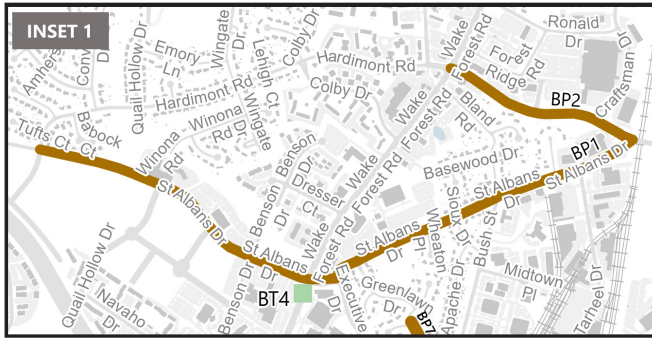 INSET 1
Amhers
Conv
Dr
Quail Hollow Dr
Emory
Ln
Wingate
Dr
Lehigh Ct
Colby Dr
Hardimont Rd
Colby Dr
Wake
Forest Rd
Forest
Ridge Rd
Ronald
Dr
Craftsman Dr
BP2
Hardimont Rd
Winona
Rd
Wingate
Dr
Babock
Ct
Tufts Ct
Winona
Rd
Benson
Dr
Benson
Dr
Dresser
Ct
Wake
Forest Rd
Wake
Forest Rd
Bland
Rd
Basewood Dr
BP1
St Albans Dr
St Albans
Dr
Sioux Dr
Bush St
Wheaton
Pl
St Albans
Dr
St Albans Dr
St Albans
Dr
Wake
Forest Rd
Executive
Dr
Greenlawn
Dr
Apache Dr
Midtown
Pl
Tarheel Dr
Benson Dr
BT4
BP7
Quail Hollow Dr
Navaho
Dr